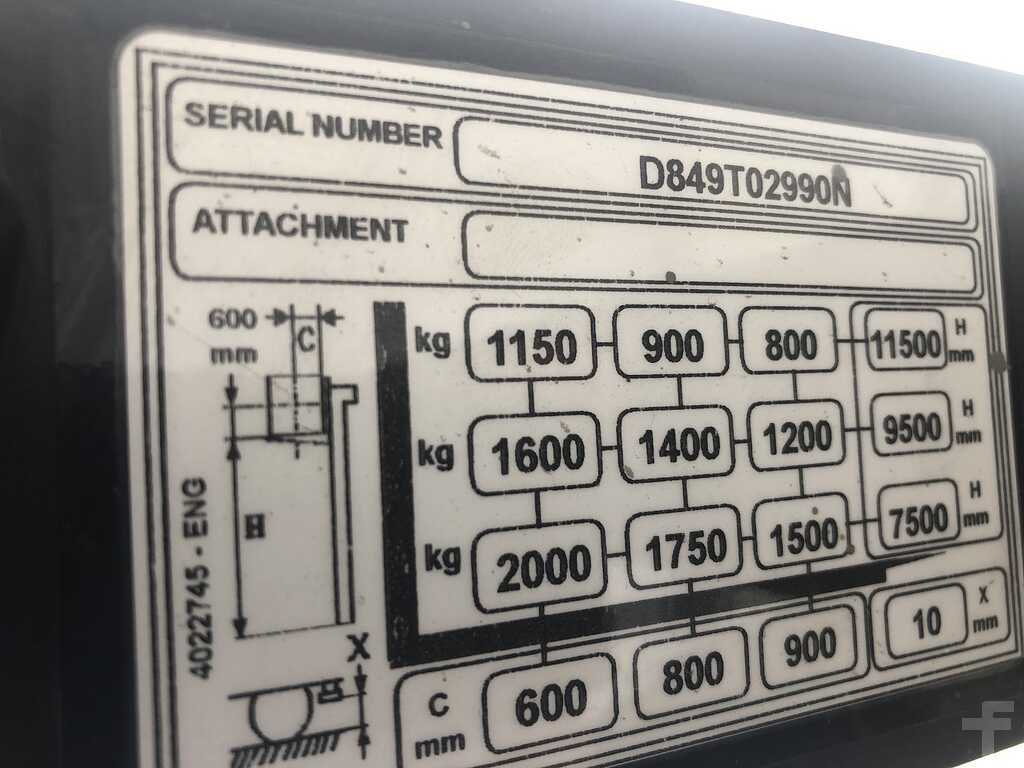 SERIAL NUMBER D849T02990N
ATTACHMENT
600 mm C
kg 1150 900 800 11500 H mm
kg 1600 1400 1200 9500 H mm
kg 2000 1750 1500 7500 H mm
H
X
C mm 600 800 900 10 X mm
4022745 - ENG